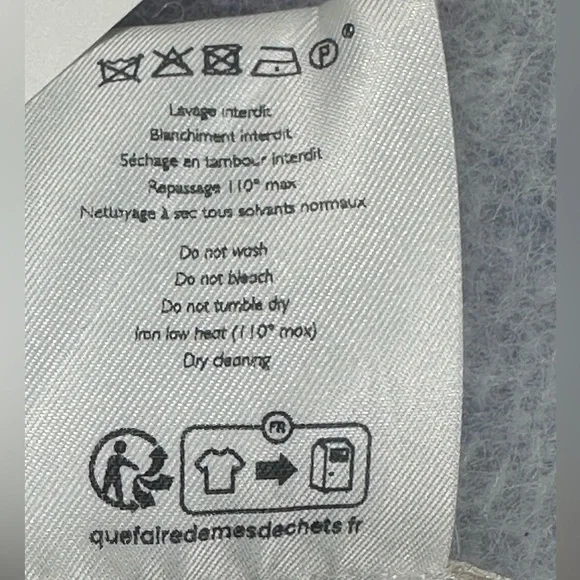 P
®
Lavage interdit
Blanchiment interdit
Séchage en tambour interdit
Repassage 110° max
Nettoyage à sec tous solvants normaux
Do not wash
Do not bleach
Do not tumble dry
Iron low heat (110° max)
Dry cleaning
FR
quefairedemesdechets.fr